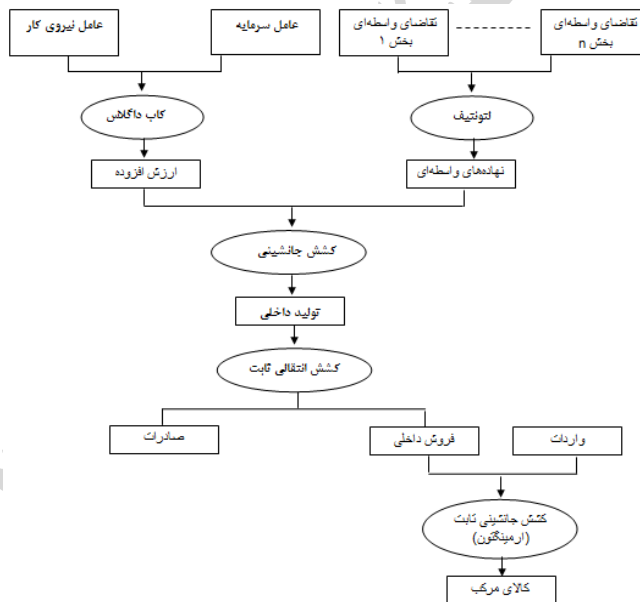 عامل نیروی کار
عامل سرمایه
تقاضای واسطه‌ای
بخش ۱
تقاضای واسطه‌ای
بخش n
کاب داگلاس
لئونتیف
ارزش افزوده
نهاده‌های واسطه‌ای
کشش جانشینی
تولید داخلی
کشش انتقالی ثابت
صادرات
فروش داخلی
واردات
کشش جانشینی ثابت
(ارمینگتون)
کالای مرکب